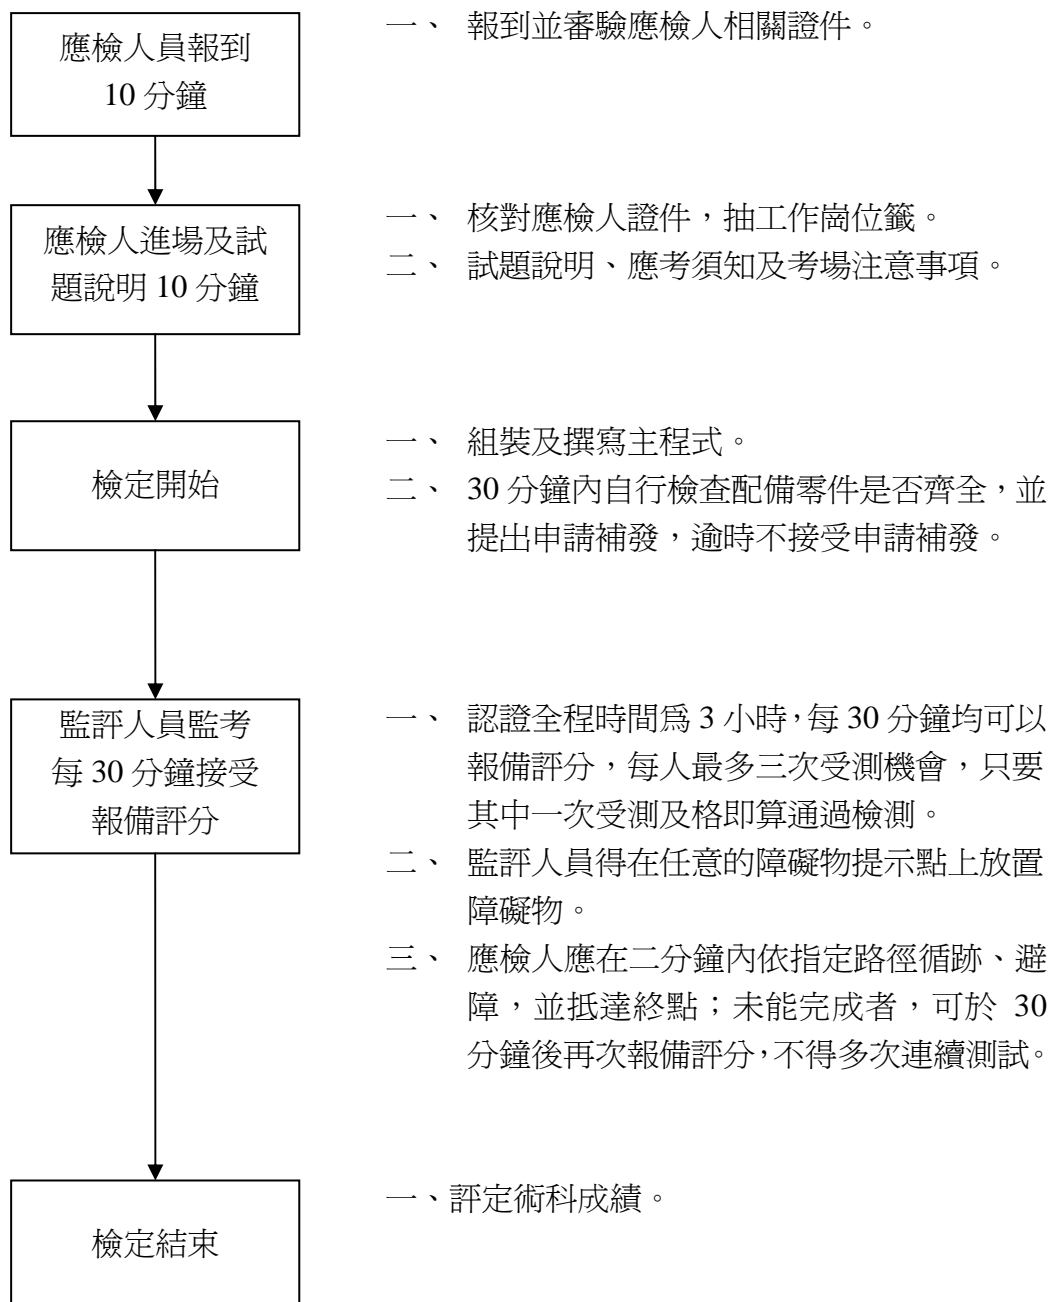 應檢人員報到
10 分鐘
一、 報到並審驗應檢人相關證件。
應檢人進場及試
題說明 10 分鐘
一、 核對應檢人證件，抽工作崗位籤。
二、 試題說明、應考須知及考場注意事項。
檢定開始
一、 組裝及撰寫主程式。
二、 30 分鐘內自行檢查配備零件是否齊全，並
提出申請補發，逾時不接受申請補發。
監評人員監考
每 30 分鐘接受
報備評分
一、 認證全程時間為 3 小時，每 30 分鐘均可以
報備評分，每人最多三次受測機會，只要
其中一次受測及格即算通過檢測。
二、 監評人員得在任意的障礙物提示點上放置
障礙物。
三、 應檢人應在二分鐘內依指定路徑循跡、避
障，並抵達終點；未能完成者，可於 30
分鐘後再次報備評分，不得多次連續測試。
檢定結束
一、評定術科成績。